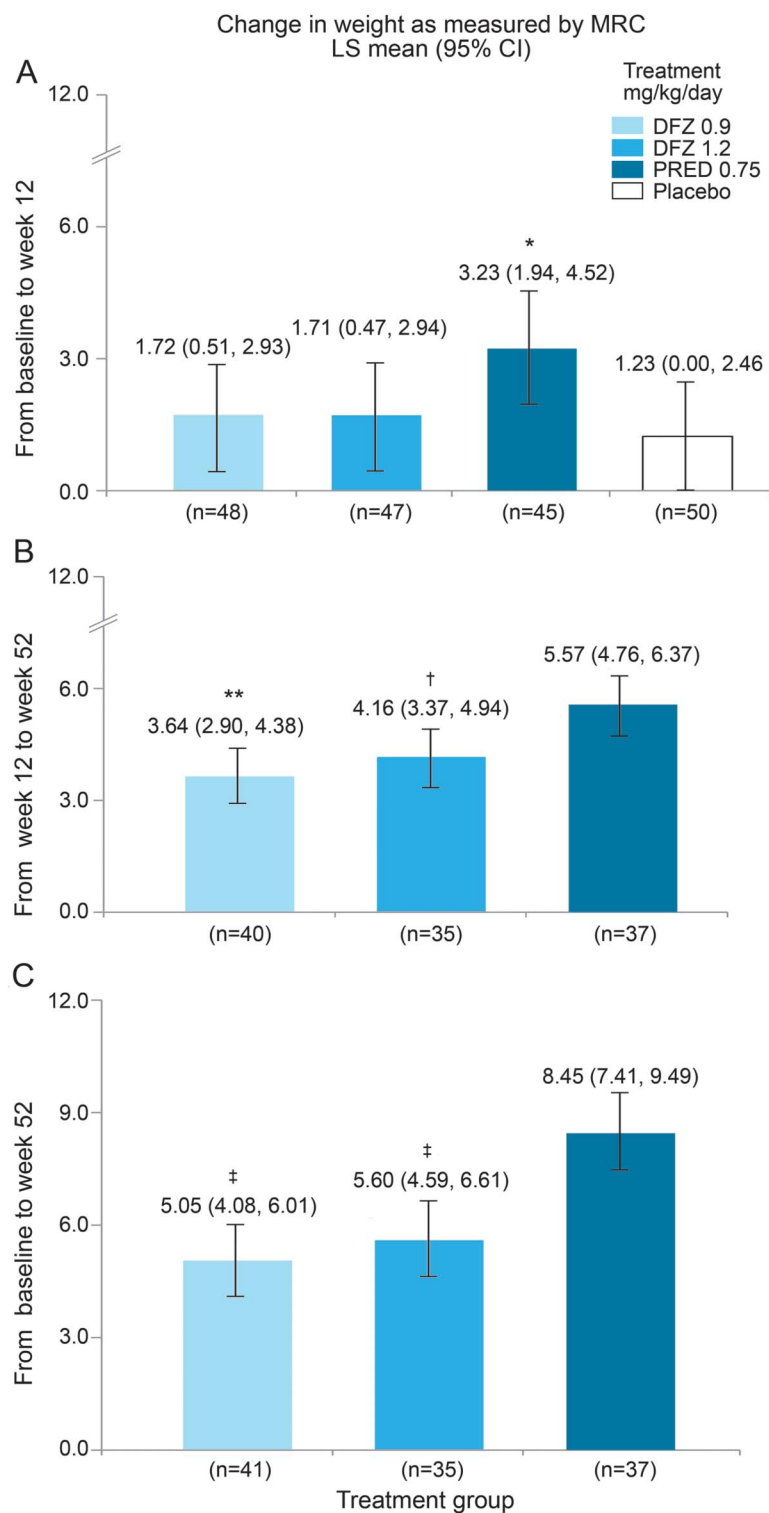 Change in weight as measured by MRC
LS mean (95% CI)
A
Treatment
mg/kg/day
DFZ 0.9
DFZ 1.2
PRED 0.75
Placebo
From baseline to week 12
12.0
6.0
3.0
0.0
*
3.23 (1.94, 4.52)
1.72 (0.51, 2.93)
1.71 (0.47, 2.94)
1.23 (0.00, 2.46
(n=48)
(n=47)
(n=45)
(n=50)
B
From week 12 to week 52
12.0
6.0
3.0
0.0
**
3.64 (2.90, 4.38)
†
4.16 (3.37, 4.94)
5.57 (4.76, 6.37)
(n=40)
(n=35)
(n=37)
C
From baseline to week 52
12.0
9.0
6.0
3.0
0.0
‡
5.05 (4.08, 6.01)
‡
5.60 (4.59, 6.61)
8.45 (7.41, 9.49)
(n=41)
(n=35)
(n=37)
Treatment group